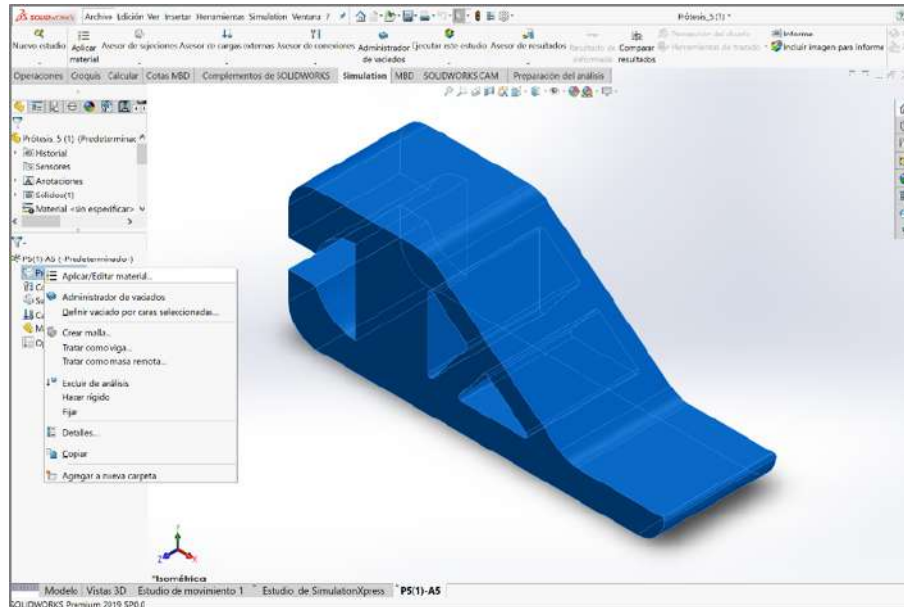 SOLIDWORKS Archivo Edición Ver Insertar Herramientas Simulation Ventana ? Prótesis_5 (1) *
Nuevo estudio Aplicar material Asesor de sujeciones Asesor de cargas externas Asesor de conexiones Administrador de vaciados Ejecutar este estudio Asesor de resultados Comparar resultados Informe Incluir imagen para informe
Operaciones Croquis Calcular Cotas MBD Complementos de SOLIDWORKS Simulation MBD SOLIDWORKS CAM Preparación del análisis
Prótesis_5 (1) (Predeterminac
Historial
Sensores
Anotaciones
Sólidos(1)
Material <sin especificar>
P5(1)-A5 (-Predeterminado-)
Aplicar/Editar material...
Administrador de vaciados
Definir vaciado por caras seleccionadas...
Crear malla...
Tratar como viga...
Tratar como masa remota...
Excluir de análisis
Hacer rígido
Fijar
Detalles...
Copiar
Agregar a nueva carpeta
*Isométrica
Modelo Vistas 3D Estudio de movimiento 1 Estudio de SimulationXpress P5(1)-A5
SOLIDWORKS Premium 2019 SP0.0